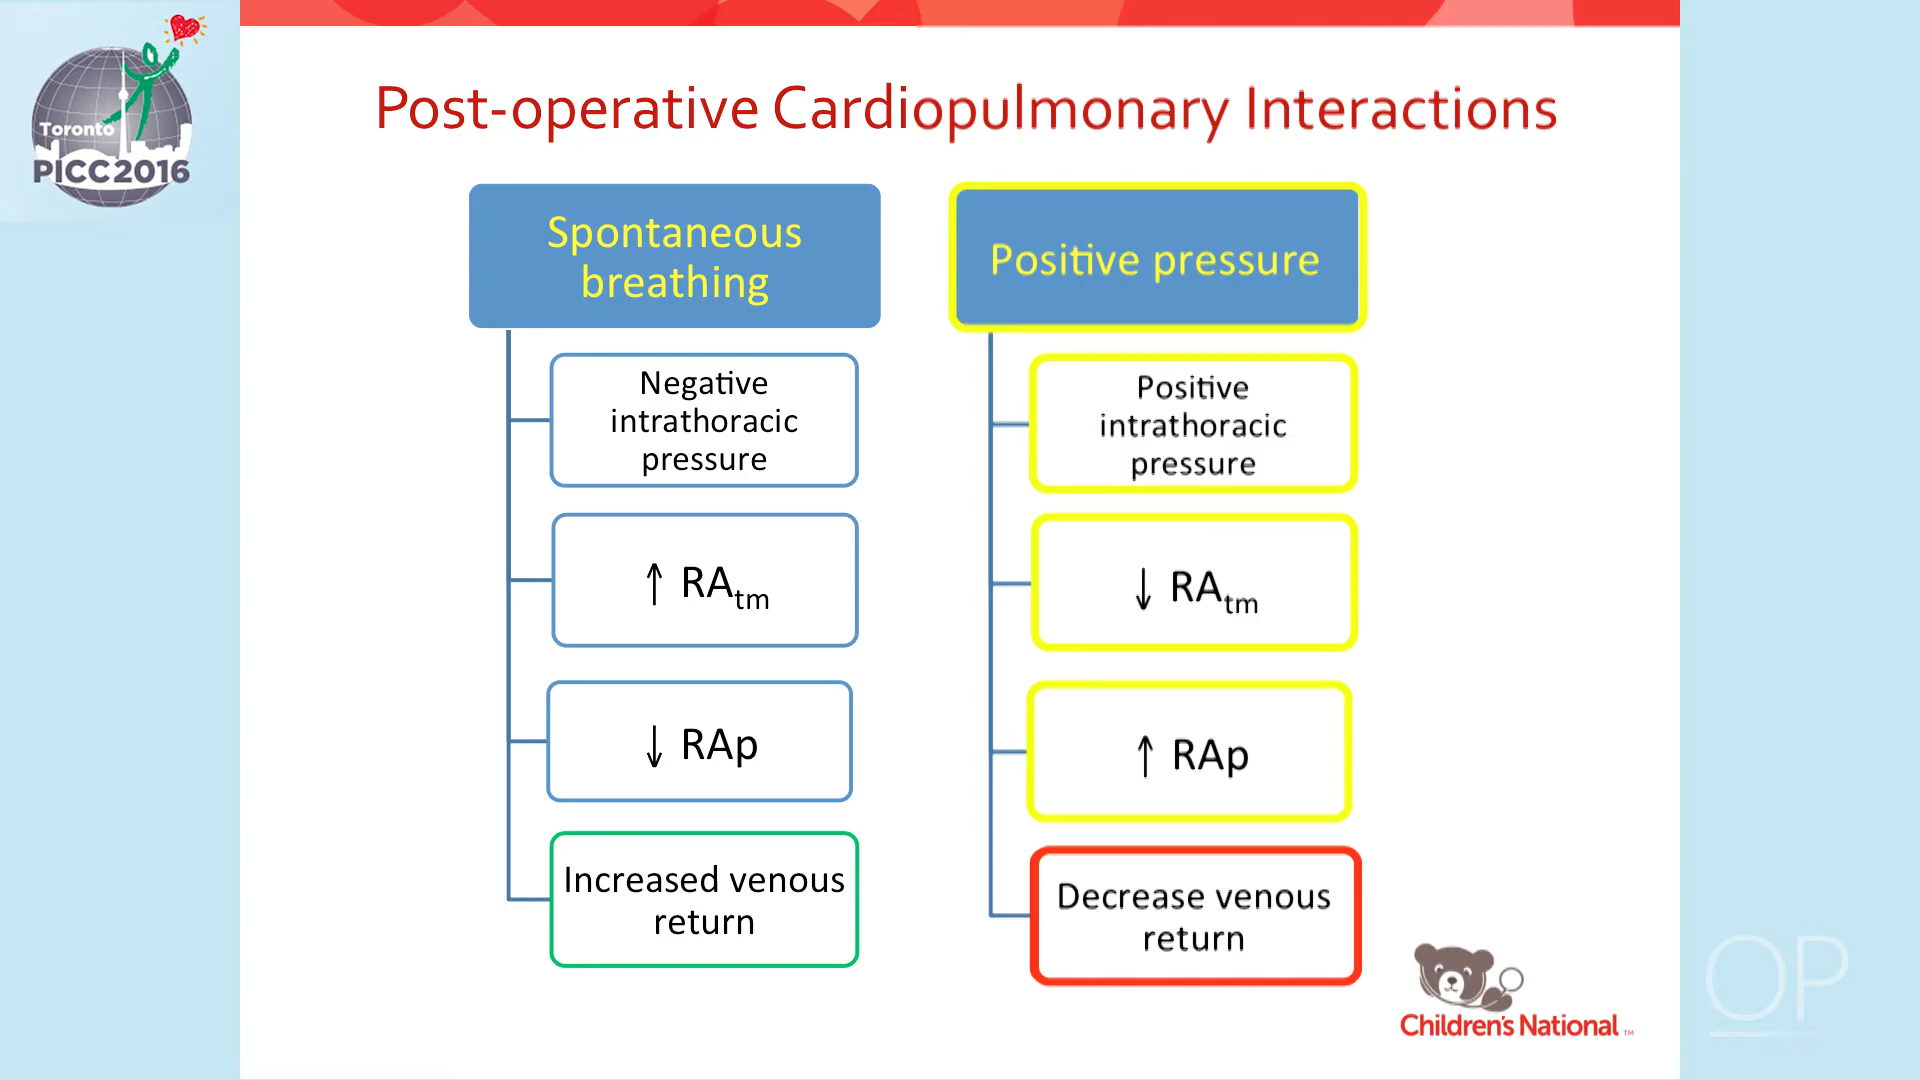 Toronto
PICC2016
Post-operative Cardiopulmonary Interactions
Spontaneous
breathing
Negative
intrathoracic
pressure
↑ RAtm
↓ RAp
Increased venous
return
Positive pressure
Positive
intrathoracic
pressure
↓ RAtm
↑ RAp
Decrease venous
return
Children's National ™
OP